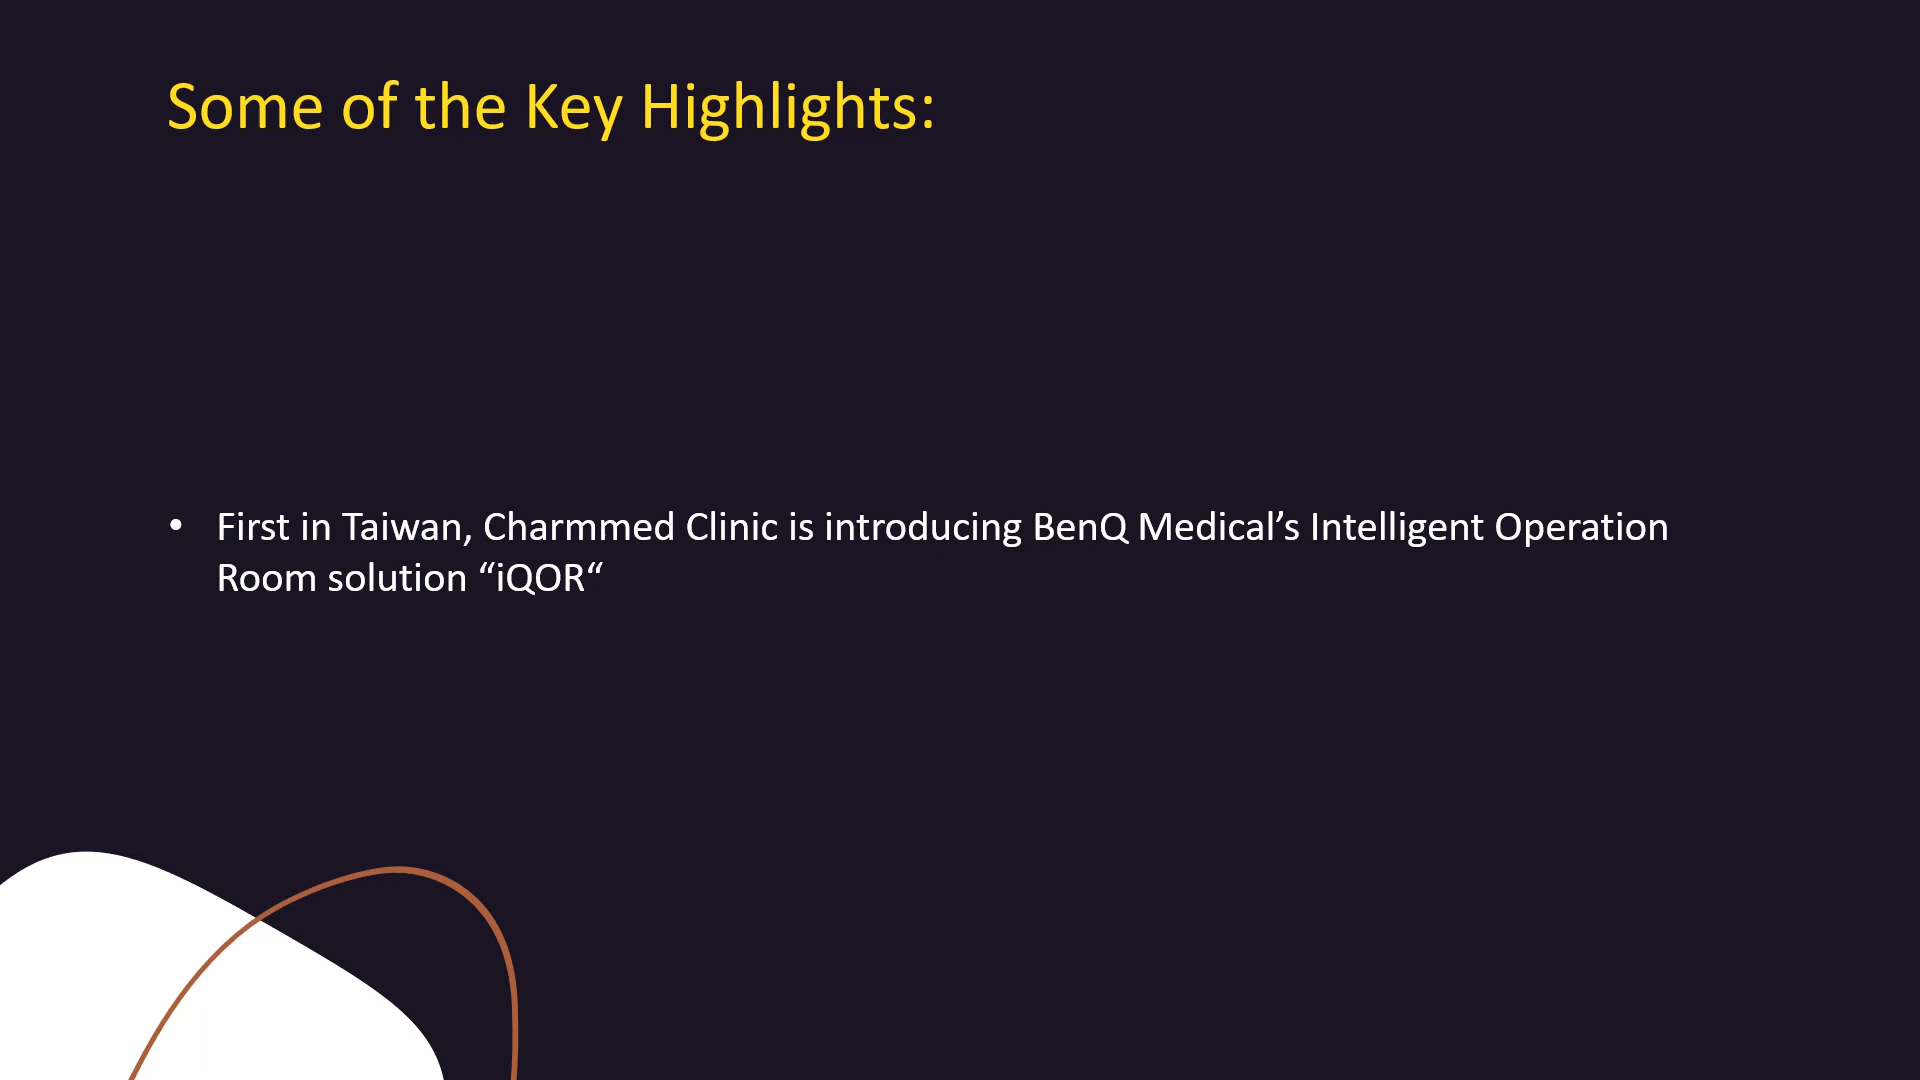 Some of the Key Highlights:
• First in Taiwan, Charmmed Clinic is introducing BenQ Medical’s Intelligent Operation
Room solution “iQOR“